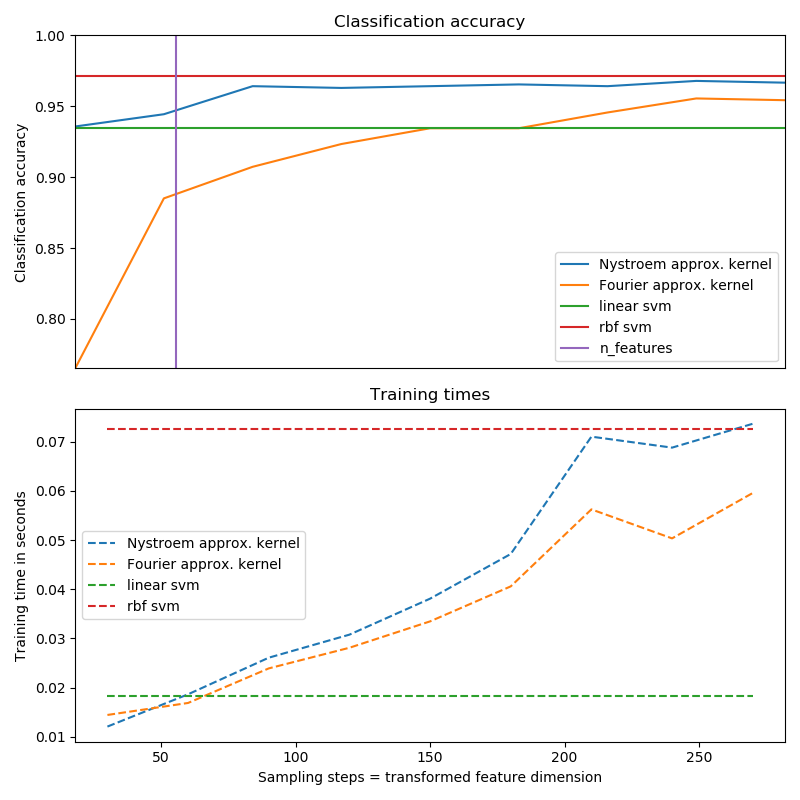 Classification accuracy
1.00
0.95
0.90
0.85
0.80
Classification accuracy
Nystroem approx. kernel
Fourier approx. kernel
linear svm
rbf svm
n_features
Training times
0.07
0.06
0.05
0.04
0.03
0.02
0.01
Training time in seconds
Nystroem approx. kernel
Fourier approx. kernel
linear svm
rbf svm
50 100 150 200 250
Sampling steps = transformed feature dimension